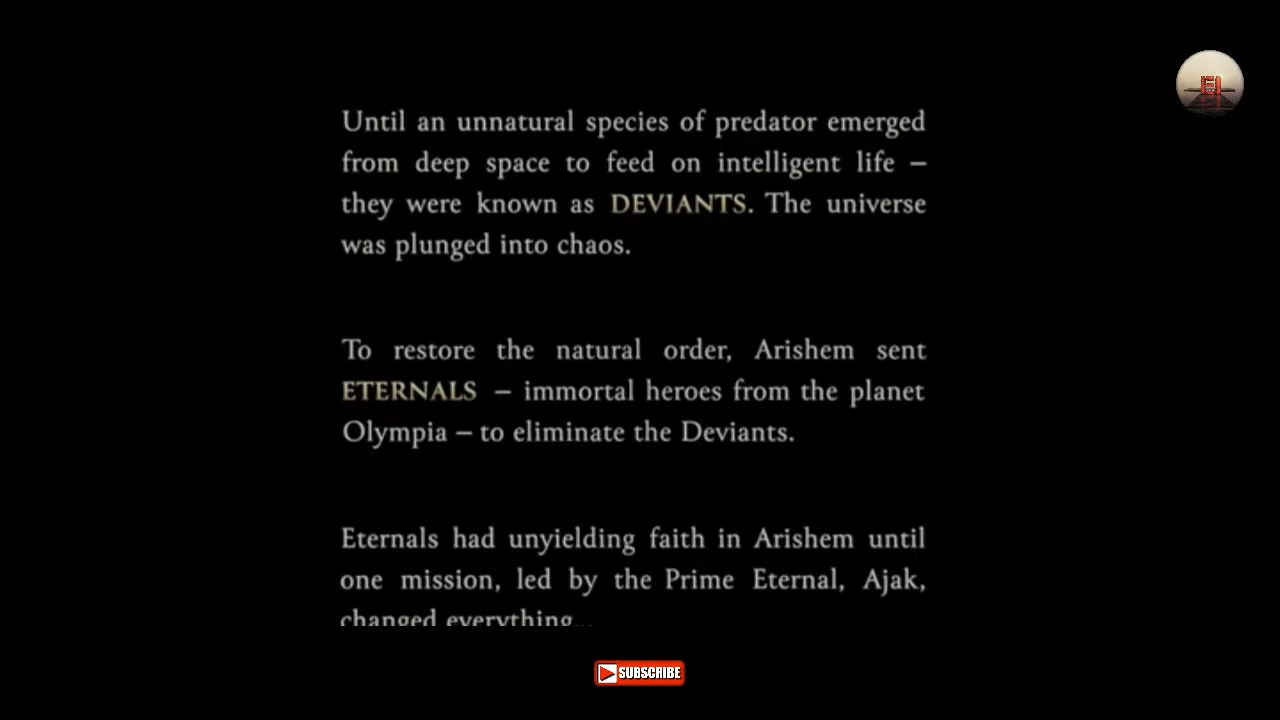 Until an unnatural species of predator emerged
from deep space to feed on intelligent life –
they were known as DEVIANTS. The universe
was plunged into chaos.
To restore the natural order, Arishem sent
ETERNALS – immortal heroes from the planet
Olympia – to eliminate the Deviants.
Eternals had unyielding faith in Arishem until
one mission, led by the Prime Eternal, Ajak,
changed everything...
SUBSCRIBE